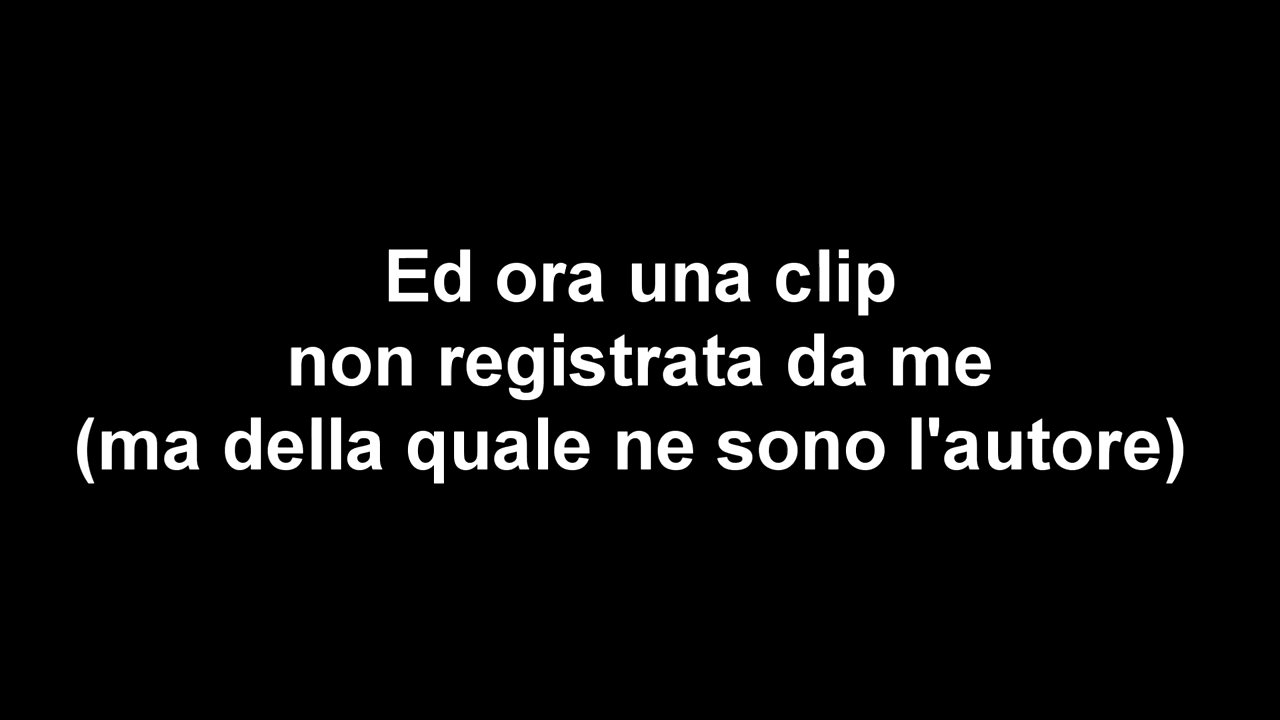 Ed ora una clip
non registrata da me
(ma della quale ne sono l'autore)